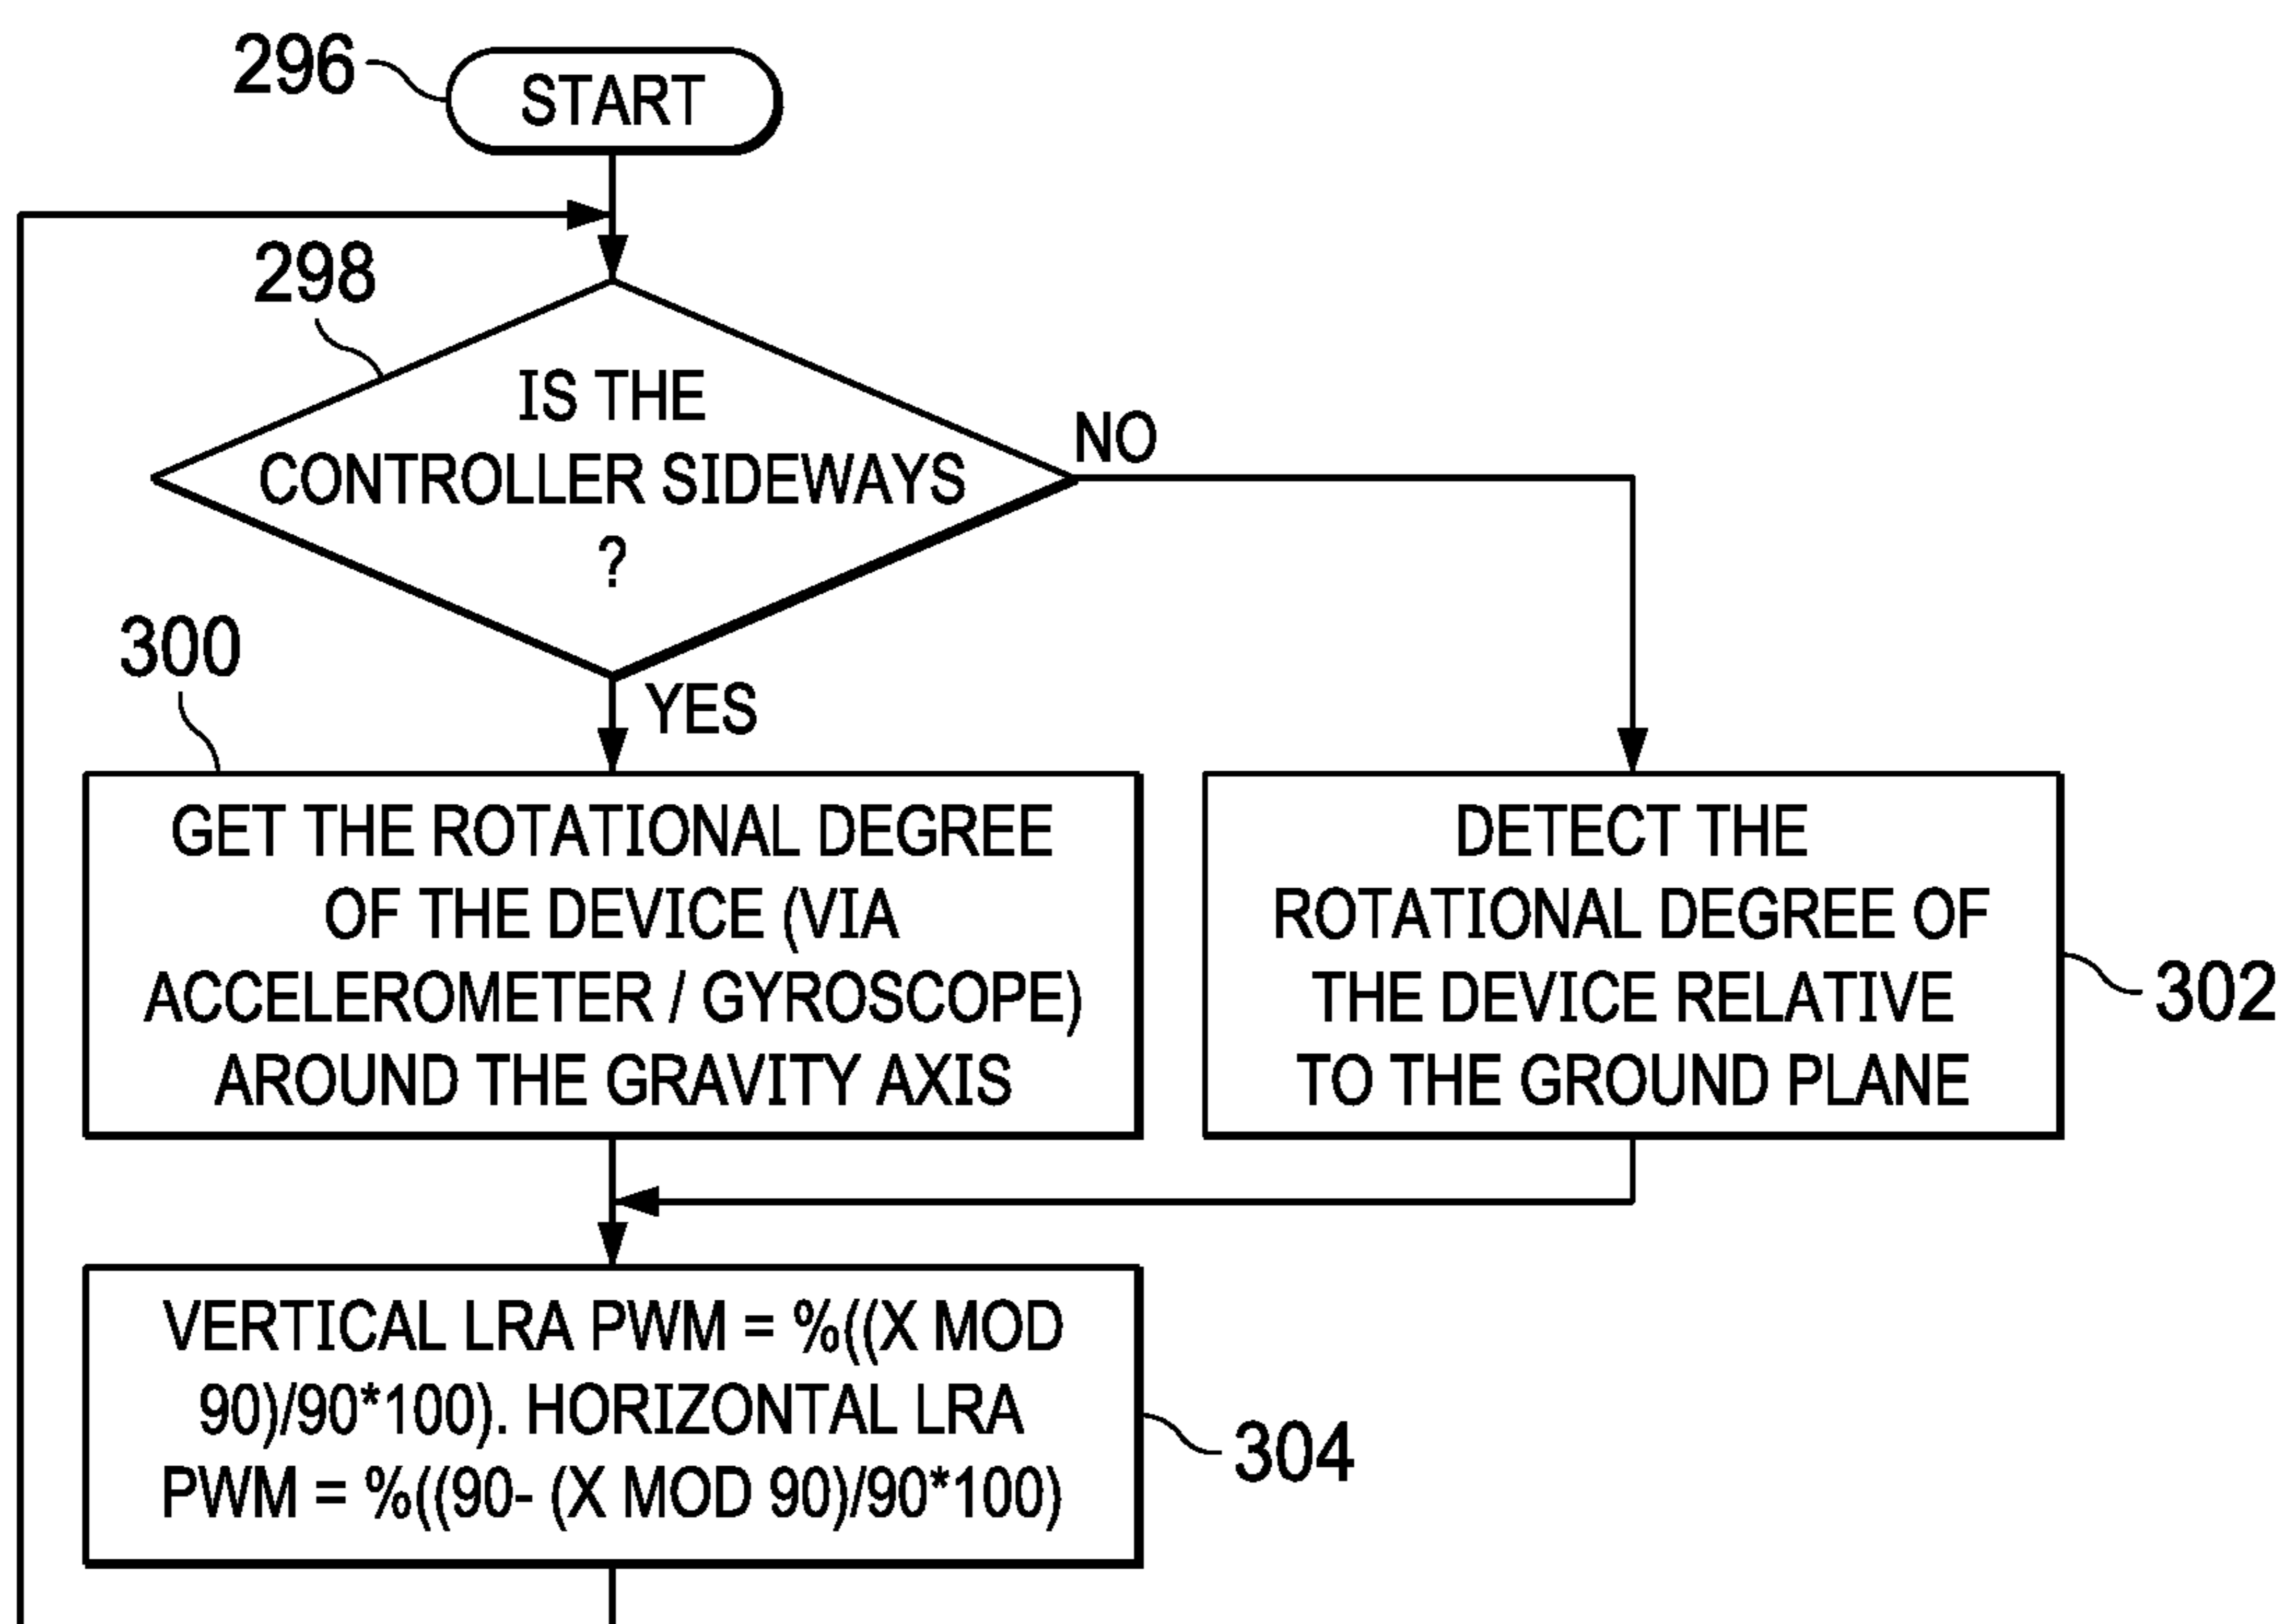 296
START
298
IS THE
CONTROLLER SIDEWAYS
?
NO
YES
300
GET THE ROTATIONAL DEGREE
OF THE DEVICE (VIA
ACCELEROMETER / GYROSCOPE)
AROUND THE GRAVITY AXIS
DETECT THE
ROTATIONAL DEGREE OF
THE DEVICE RELATIVE
TO THE GROUND PLANE
302
VERTICAL LRA PWM = %((X MOD
90)/90*100). HORIZONTAL LRA
PWM = %((90- (X MOD 90)/90*100)
304